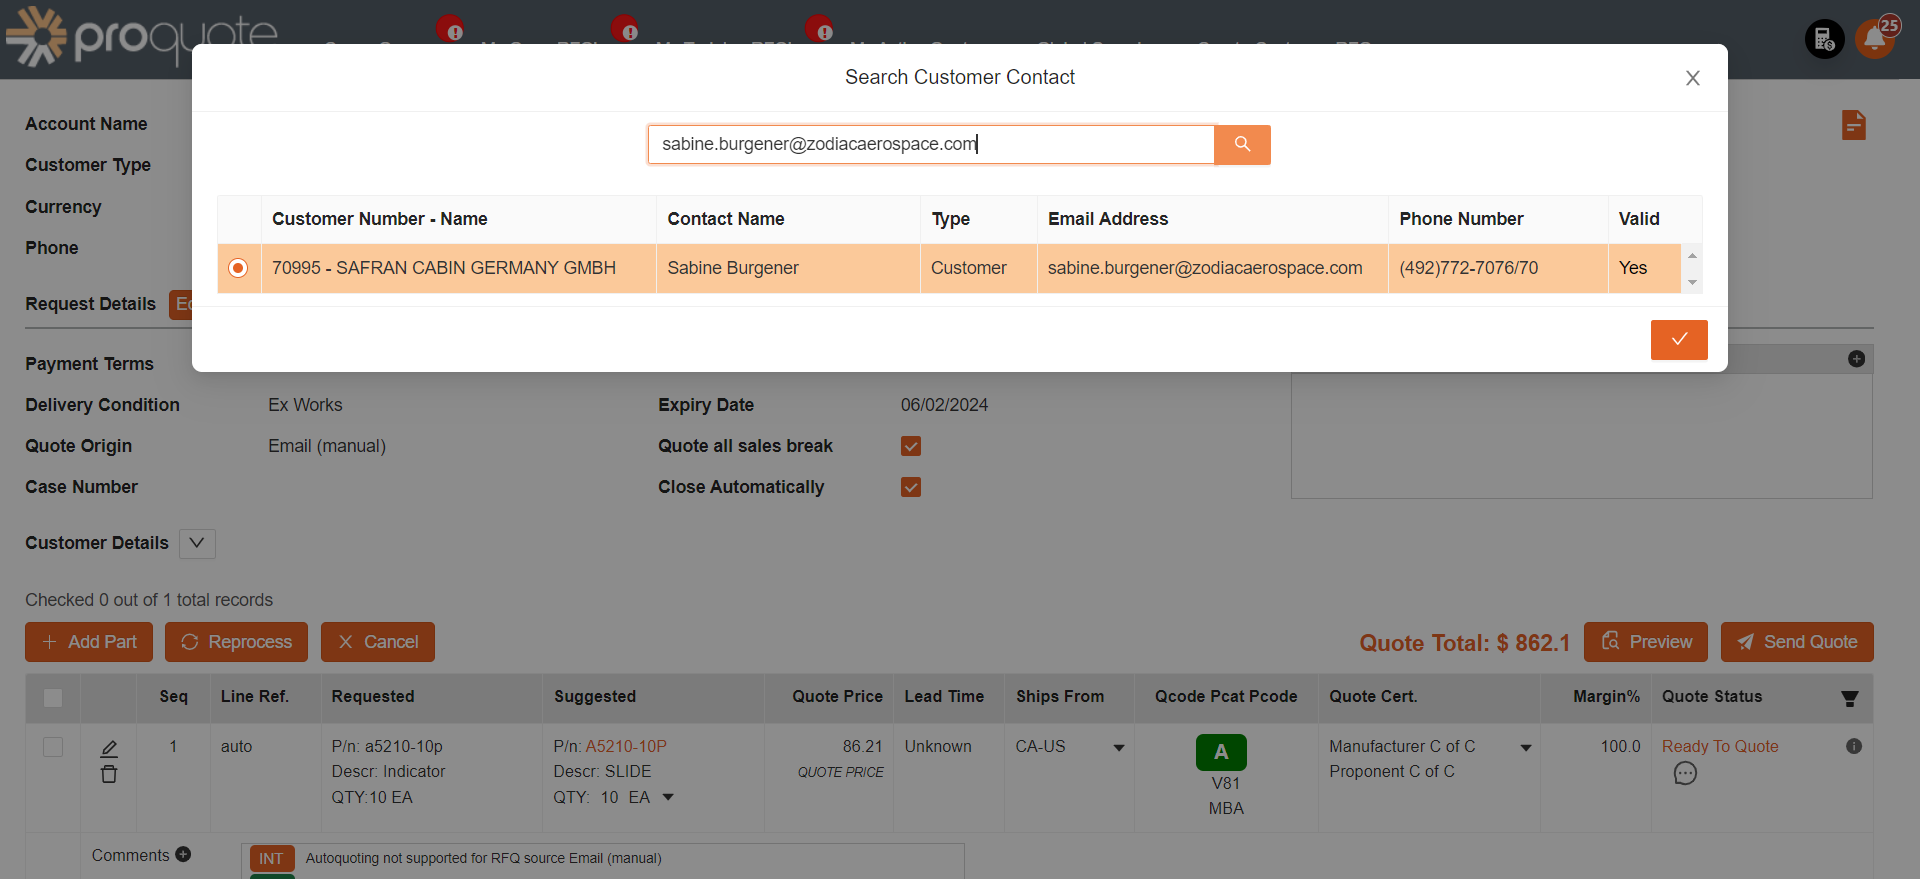 proquote
25
Search Customer Contact
sabine.burgener@zodiacaerospace.com
Customer Number - Name Contact Name Type Email Address Phone Number Valid
70995 - SAFRAN CABIN GERMANY GMBH Sabine Burgener Customer sabine.burgener@zodiacaerospace.com (492)772-7076/70 Yes
Account Name
Customer Type
Currency
Phone
Request Details
Payment Terms
Delivery Condition Ex Works Expiry Date 06/02/2024
Quote Origin Email (manual) Quote all sales break
Case Number Close Automatically
Customer Details
Checked 0 out of 1 total records
Add Part Reprocess Cancel Quote Total: $ 862.1 Preview Send Quote
Seq Line Ref. Requested Suggested Quote Price Lead Time Ships From Qcode Pcat Pcode Quote Cert. Margin% Quote Status
1 auto P/n: a5210-10p P/n: A5210-10P 86.21 Unknown CA-US A Manufacturer C of C 100.0 Ready To Quote
Descr: Indicator Descr: SLIDE QUOTE PRICE V81 Proponent C of C
QTY:10 EA QTY: 10 EA MBA
Comments INT Autoquoting not supported for RFQ source Email (manual)